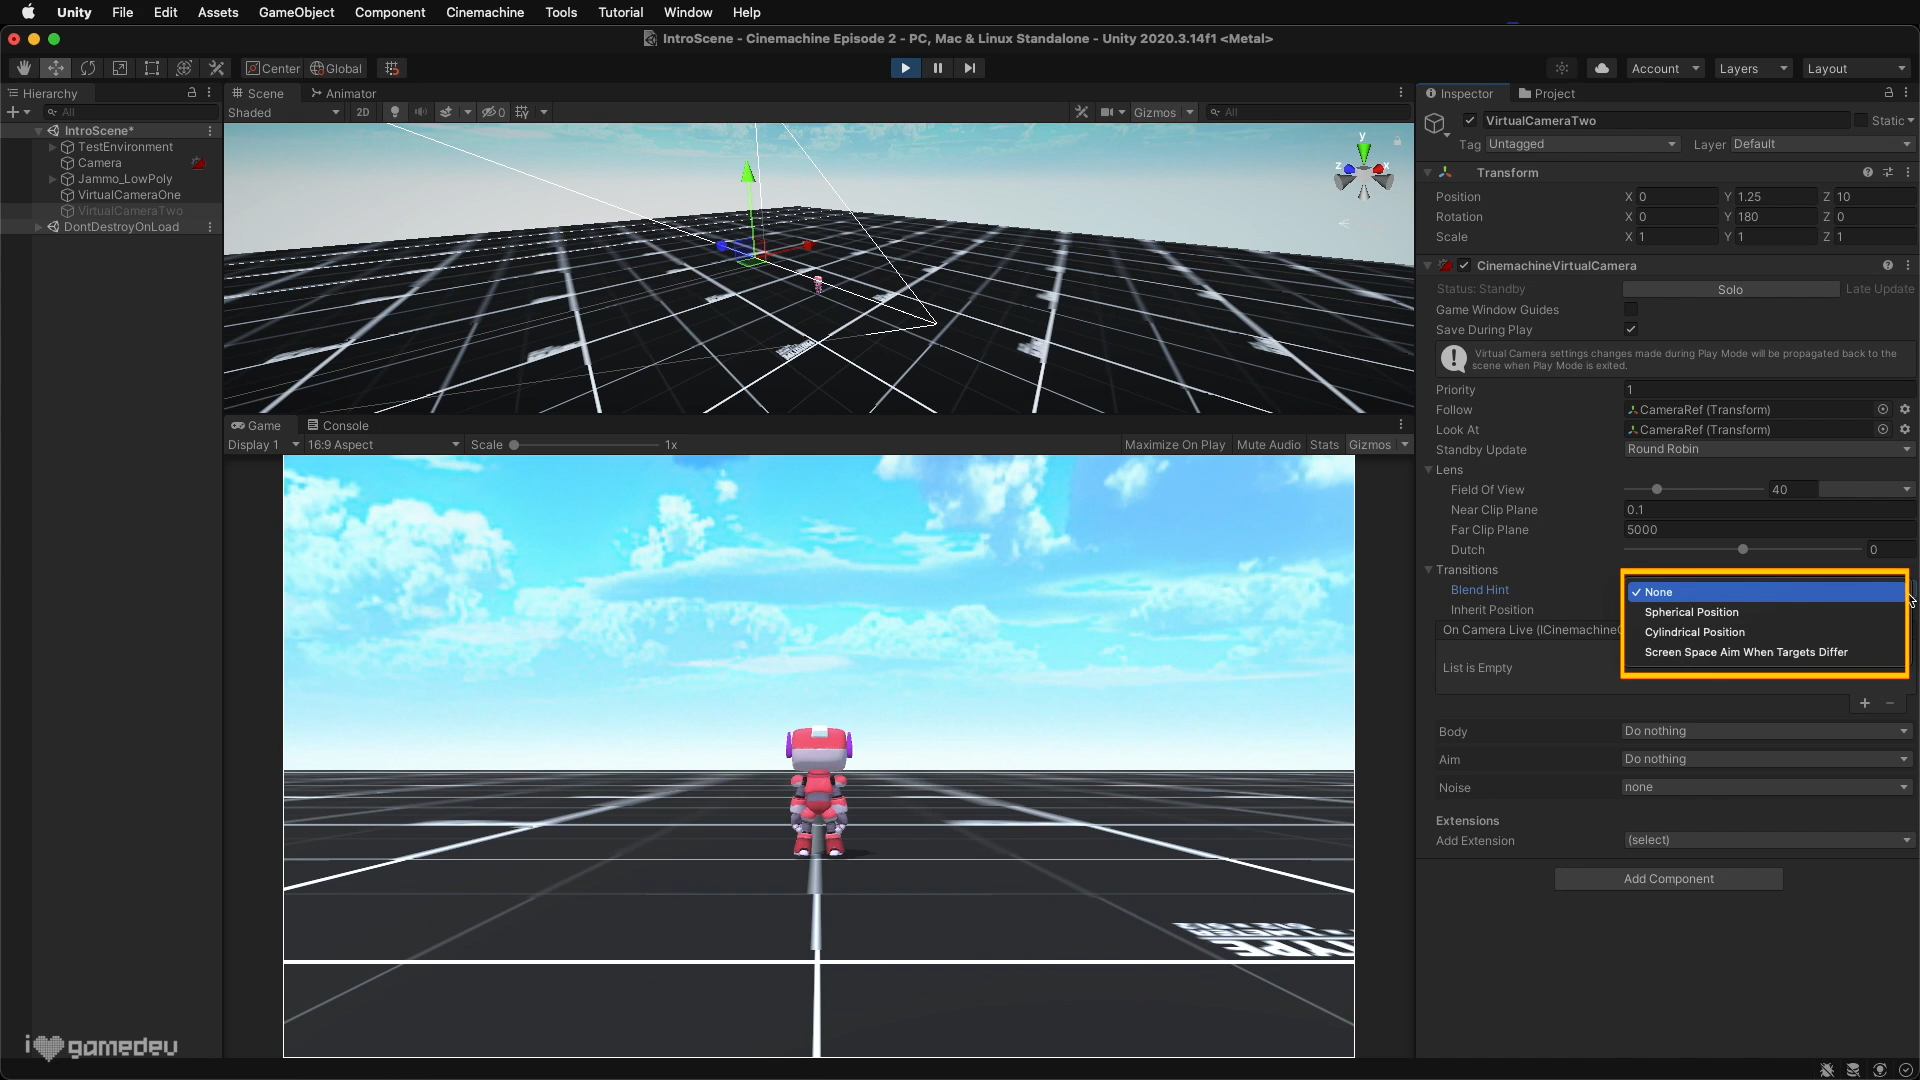 Unity File Edit Assets GameObject Component Cinemachine Tools Tutorial Window Help
IntroScene - Cinemachine Episode 2 - PC, Mac & Linux Standalone - Unity 2020.3.14f1 <Metal>
Center Global Account Layers Layout
Hierarchy
All
IntroScene*
TestEnvironment
Camera
Jammo_LowPoly
VirtualCameraOne
VirtualCameraTwo
DontDestroyOnLoad
Scene Animator
Shaded 2D 0 Gizmos All
y
z x
Game Console
Display 1 16:9 Aspect Scale 1x Maximize On Play Mute Audio Stats Gizmos
Inspector Project
VirtualCameraTwo Static
Tag Untagged Layer Default
Transform
Position X 0 Y 1.25 Z 10
Rotation X 0 Y 180 Z 0
Scale X 1 Y 1 Z 1
CinemachineVirtualCamera
Status: Standby Solo Late Update
Game Window Guides
Save During Play
Virtual Camera settings changes made during Play Mode will be propagated back to the
scene when Play Mode is exited.
Priority 1
Follow CameraRef (Transform)
Look At CameraRef (Transform)
Standby Update Round Robin
Lens
Field Of View 40
Near Clip Plane 0.1
Far Clip Plane 5000
Dutch 0
Transitions
Blend Hint
Inherit Position
None
Spherical Position
Cylindrical Position
Screen Space Aim When Targets Differ
On Camera Live (ICinemachine
List is Empty
Body Do nothing
Aim Do nothing
Noise none
Extensions
Add Extension (select)
Add Component
i gamedev